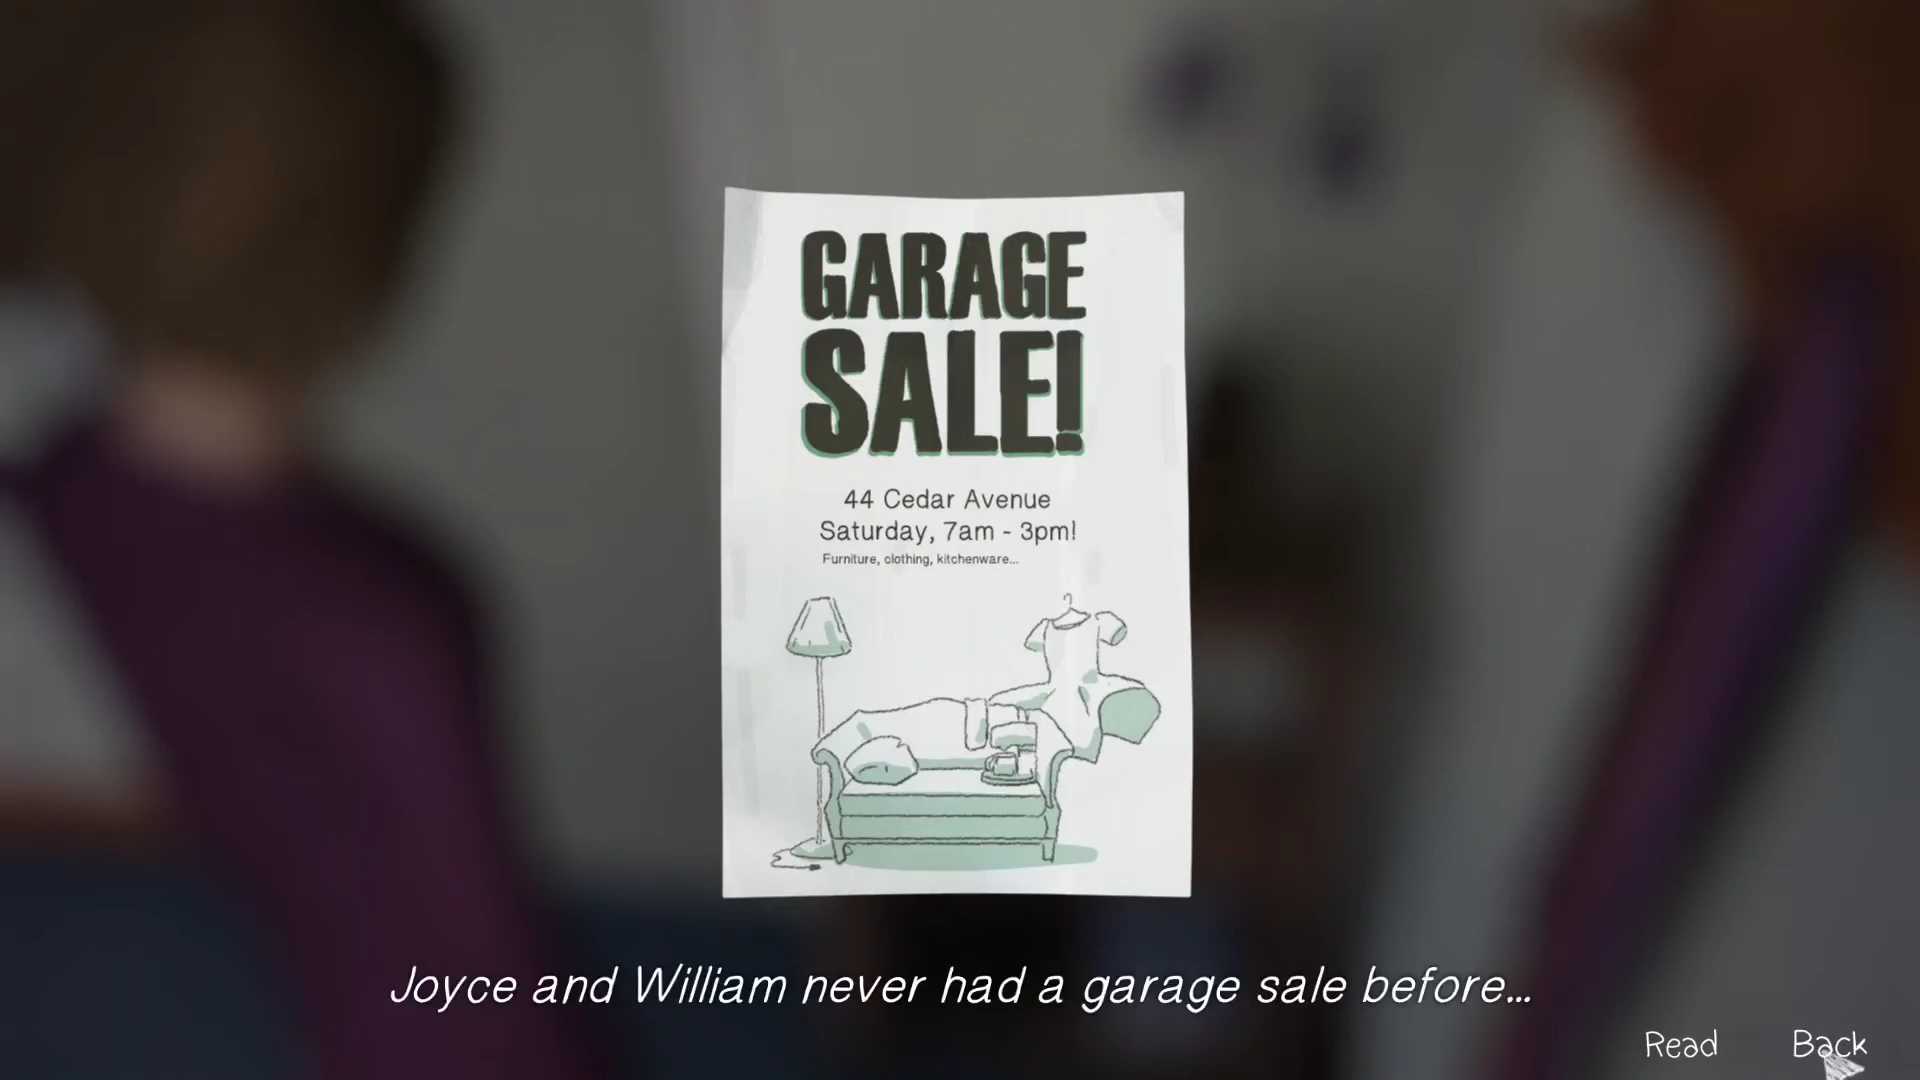 GARAGE
SALE!
44 Cedar Avenue
Saturday, 7am - 3pm!
Furniture, clothing, kitchenware...
Joyce and William never had a garage sale before...
Read Back